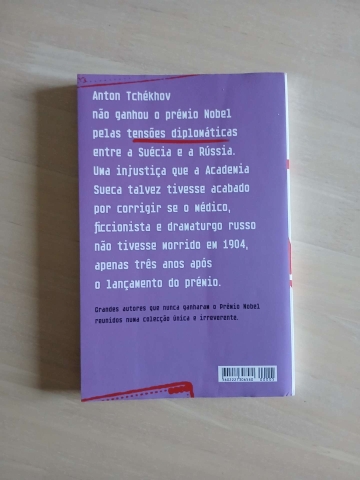 Anton Tchékhov
não ganhou o prémio Nobel
pelas tensões diplomáticas
entre a Suécia e a Rússia.
Uma injustiça que a Academia
Sueca talvez tivesse acabado
por corrigir se o médico,
ficcionista e dramaturgo russo
não tivesse morrido em 1904,
apenas três anos após
o lançamento do prémio.
Grandes autores que nunca ganharam o Prémio Nobel
reunidos numa colecção única e irreverente.